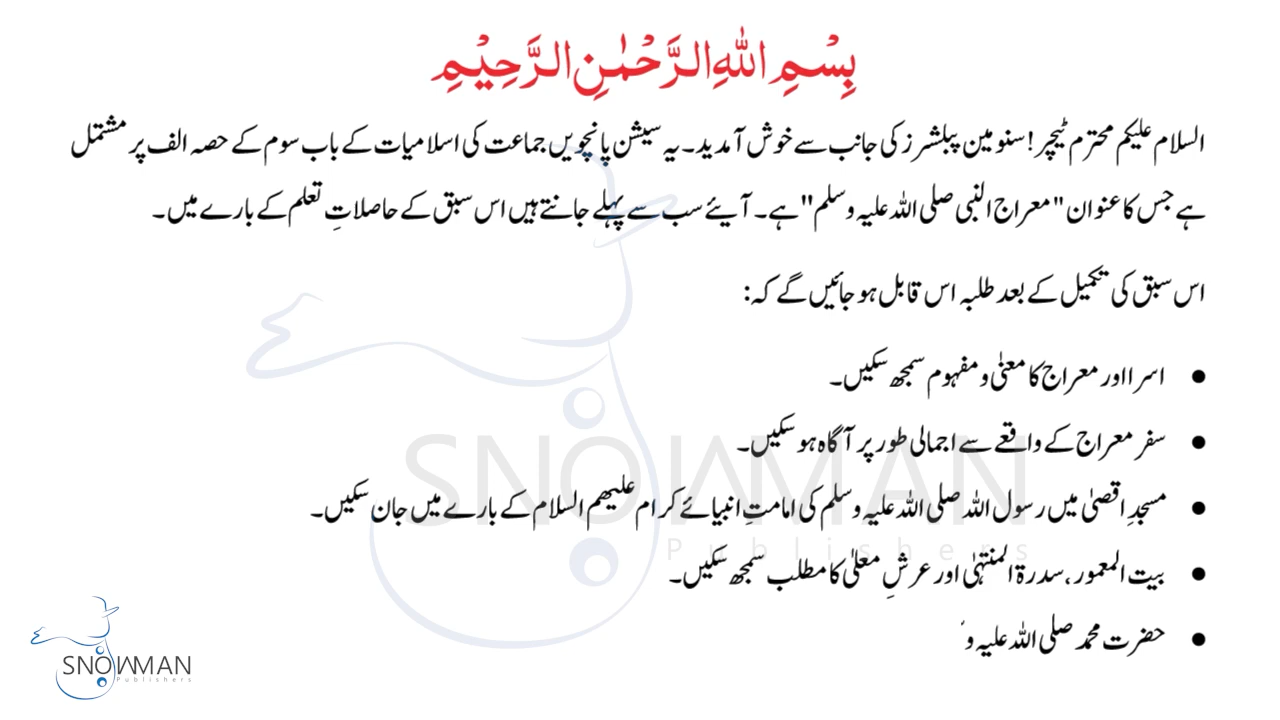 بِسْمِ اللهِ الرَّحْمٰنِ الرَّحِيْمِ
السلام علیکم محترم ٹیچر! سنو مین پبلشرز کی جانب سے خوش آمدید۔ یہ سیشن پانچویں جماعت کی اسلامیات کے باب سوم کے حصہ الف پر مشتمل
ہے جس کا عنوان "معراج النبی صلی اللہ علیہ وسلم" ہے۔ آیئے سب سے پہلے جانتے ہیں اس سبق کے حاصلاتِ تعلم کے بارے میں۔
اس سبق کی تکمیل کے بعد طلبہ اس قابل ہو جائیں گے کہ:
• اسرا اور معراج کا معنیٰ و مفہوم سمجھ سکیں۔
• سفر معراج کے واقعے سے اجمالی طور پر آگاہ ہو سکیں۔
• مسجدِ اقصیٰ میں رسول اللہ صلی اللہ علیہ وسلم کی امامتِ انبیائے کرام علیھم السلام کے بارے میں جان سکیں۔
• بیت المعمور، سدرۃ المنتہیٰ اور عرشِ معلیٰ کا مطلب سمجھ سکیں۔
• حضرت محمد صلی اللہ علیہ و
SNOWMAN
Publishers
SNOWMAN
Publishers